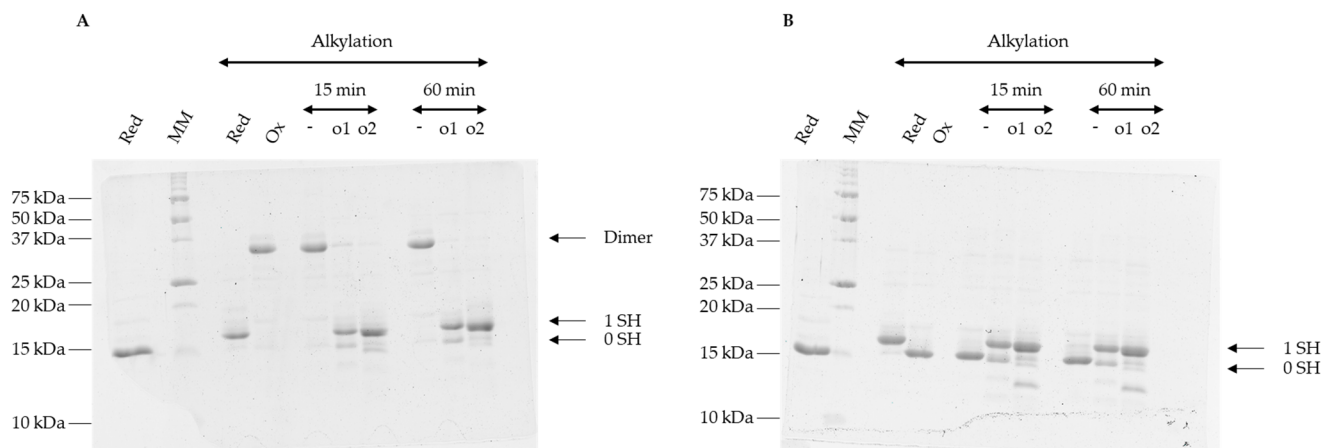 A
Alkylation
15 min 60 min
Red MM Red Ox - o1 o2 - o1 o2
75 kDa
50 kDa
37 kDa
25 kDa
20 kDa
15 kDa
10 kDa
Dimer
1 SH
0 SH
B
Alkylation
15 min 60 min
Red MM Red Ox - o1 o2 - o1 o2
75 kDa
50 kDa
37 kDa
25 kDa
20 kDa
15 kDa
10 kDa
1 SH
0 SH